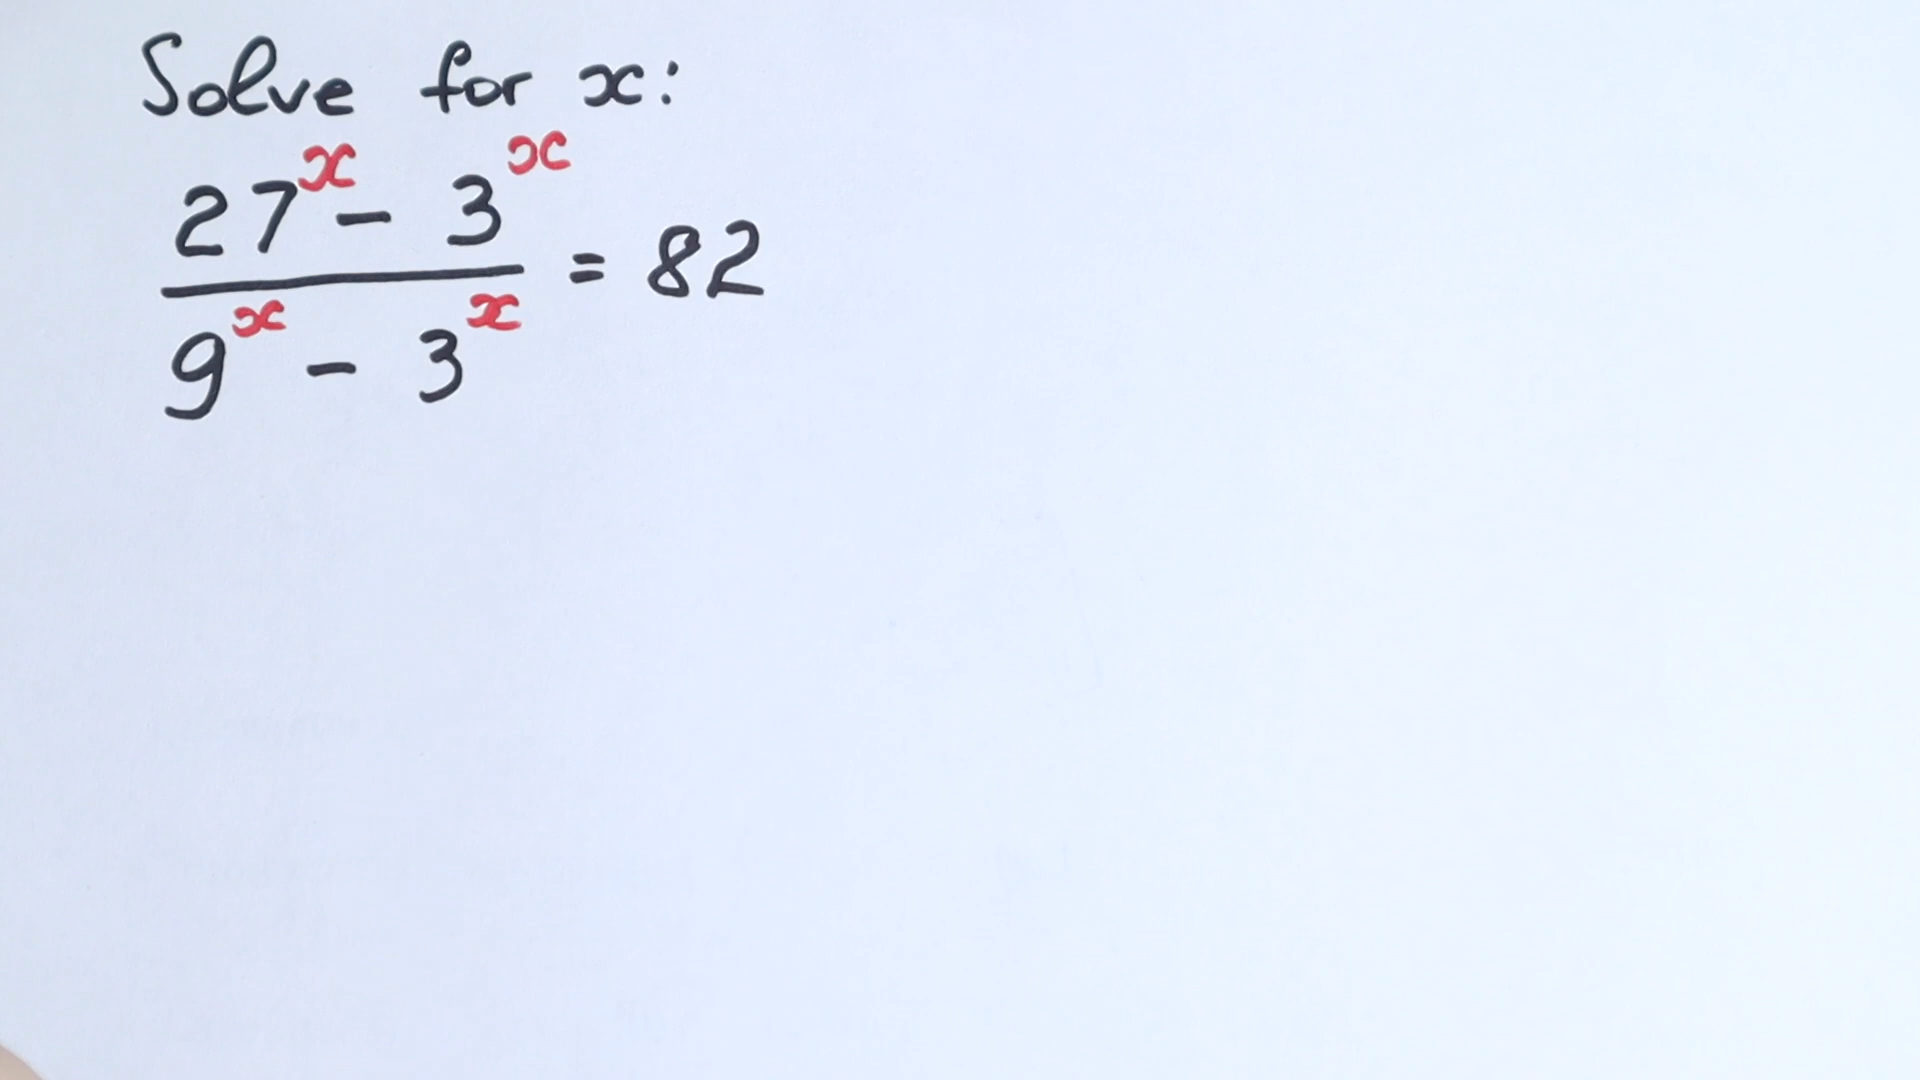 Solve for x:
27^x - 3^x
9^x - 3^x
= 82